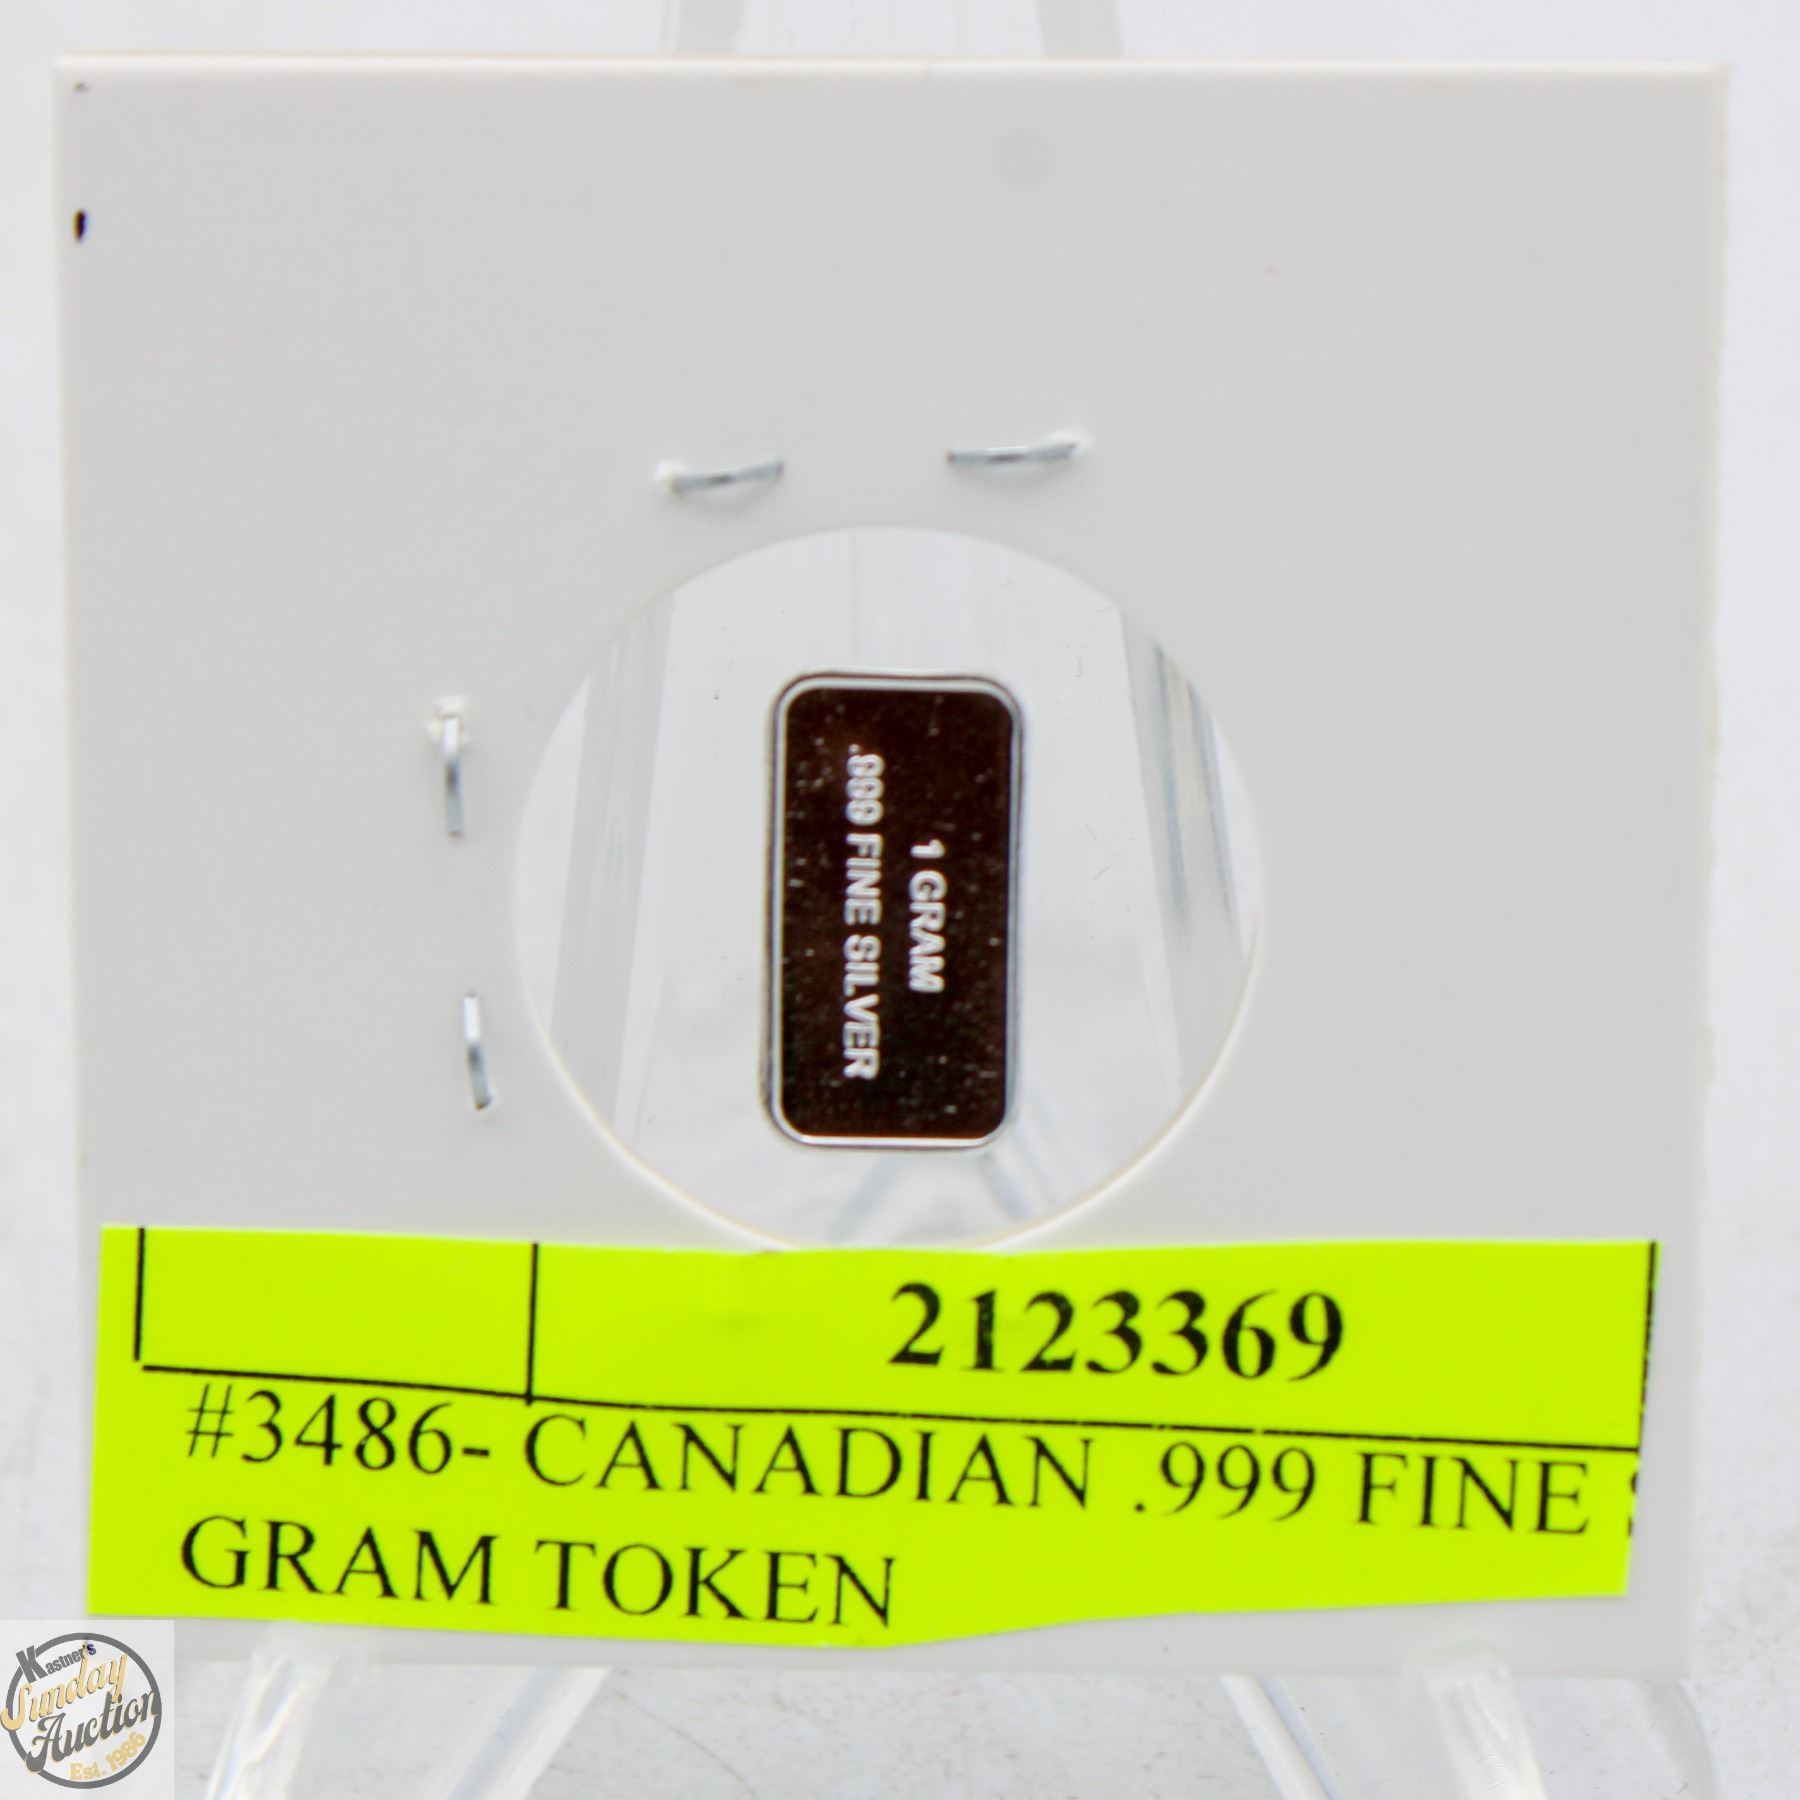 1 GRAM
.999 FINE SILVER
2123369
#3486- CANADIAN .999 FINE
GRAM TOKEN
Kastner's
Sunday
Auction
Est. 1986